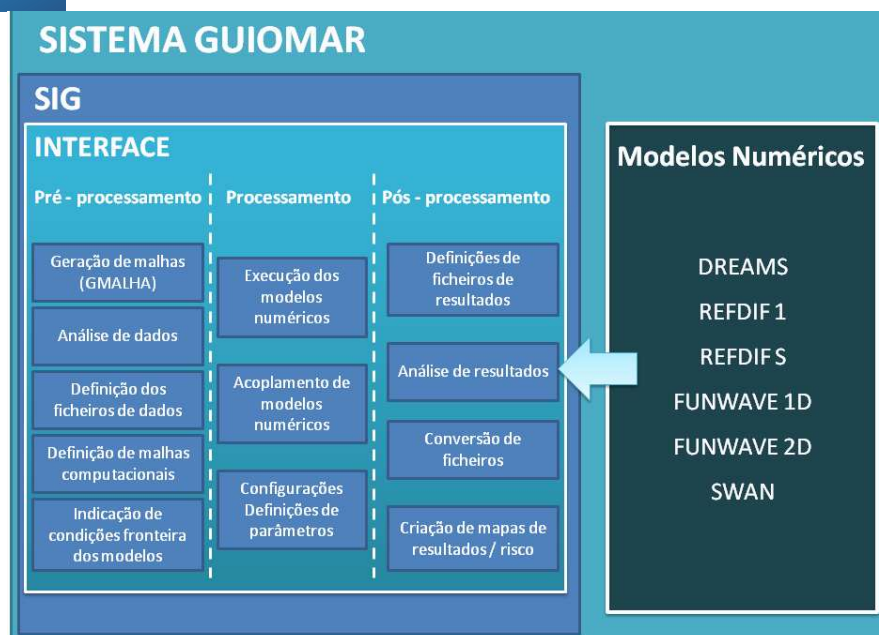 SISTEMA GUIOMAR
SIG
INTERFACE
Pré - processamento
Geração de malhas
(GMALHA)
Análise de dados
Definição dos
ficheiros de dados
Definição de malhas
computacionais
Indicação de
condições fronteira
dos modelos
Processamento
Execução dos
modelos
numéricos
Acoplamento de
modelos
numéricos
Configurações
Definições de
parâmetros
Pós - processamento
Definições de
ficheiros de
resultados
Análise de resultados
Conversão de
ficheiros
Criação de mapas de
resultados / risco
Modelos Numéricos
DREAMS
REFDIF 1
REFDIF S
FUNWAVE 1D
FUNWAVE 2D
SWAN